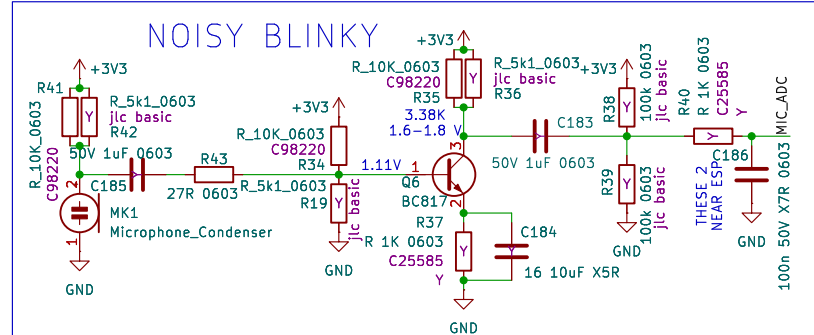 NOISY BLINKY
+3V3
R41
R_10K_0603
C98220
R_5k1_0603
jlc basic
Y
R42
50V 1uF 0603
C185
R43
27R 0603
2
1
MK1
Microphone_Condenser
GND
+3V3
R_10K_0603
C98220
R34
R_5k1_0603
R19
Y
jlc basic
GND
1.11V
+3V3
R_10K_0603
C98220
R35
Y
R_5k1_0603
jlc basic
R36
3.38K
1.6-1.8 V
3
1
2
Q6
BC817
R37
R 1K 0603
C25585
Y
C184
16 10uF X5R
GND
C183
50V 1uF 0603
+3V3
R38
Y
100k 0603
jlc basic
R39
Y
100k 0603
jlc basic
GND
R40
R 1K 0603
C25585
Y
Y
MIC_ADC
C186
100n 50V X7R 0603
THESE 2
NEAR ESP
GND